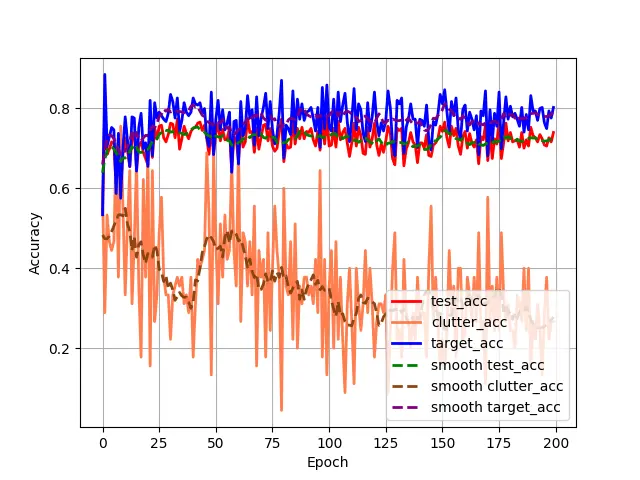 0.8
0.6
0.4
0.2
Accuracy
0 25 50 75 100 125 150 175 200
Epoch
test_acc
clutter_acc
target_acc
smooth test_acc
smooth clutter_acc
smooth target_acc